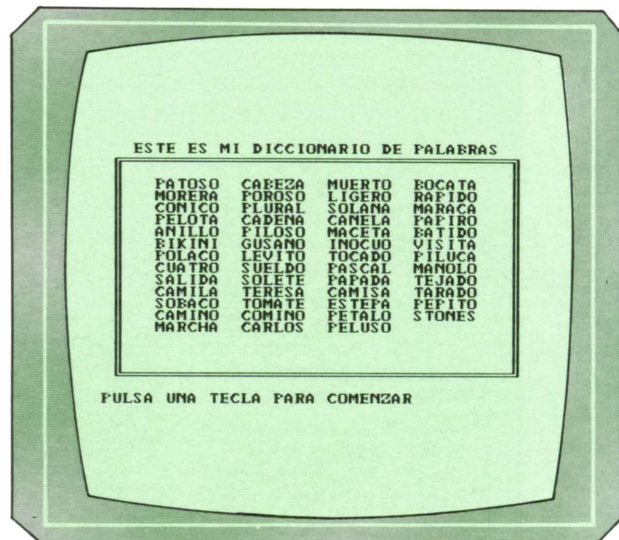 ESTE ES MI DICCIONARIO DE PALABRAS
PATOSO CABEZA MUERTO BOCATA
MORERA POROSO LIGERO RAPIDO
CONICO PLURAL SOLANA MARACA
PELOTA CADENA CANELA PAPIRO
ANILLO PILOSO MACETA BATIDO
BIKINI GUSANO INOCUO VISITA
POLACO LEVITO TOCADO PILUCA
CUATRO SUELDO PASCAL MANOLO
SALIDA SOLETE PAPADA TEJADO
CAMILA TERESA CAMISA TARADO
SOBACO TOMATE ESTEPA PEPITO
CAMINO COMINO PETALO STONES
MARCHA CARLOS PELUSO
PULSA UNA TECLA PARA COMENZAR